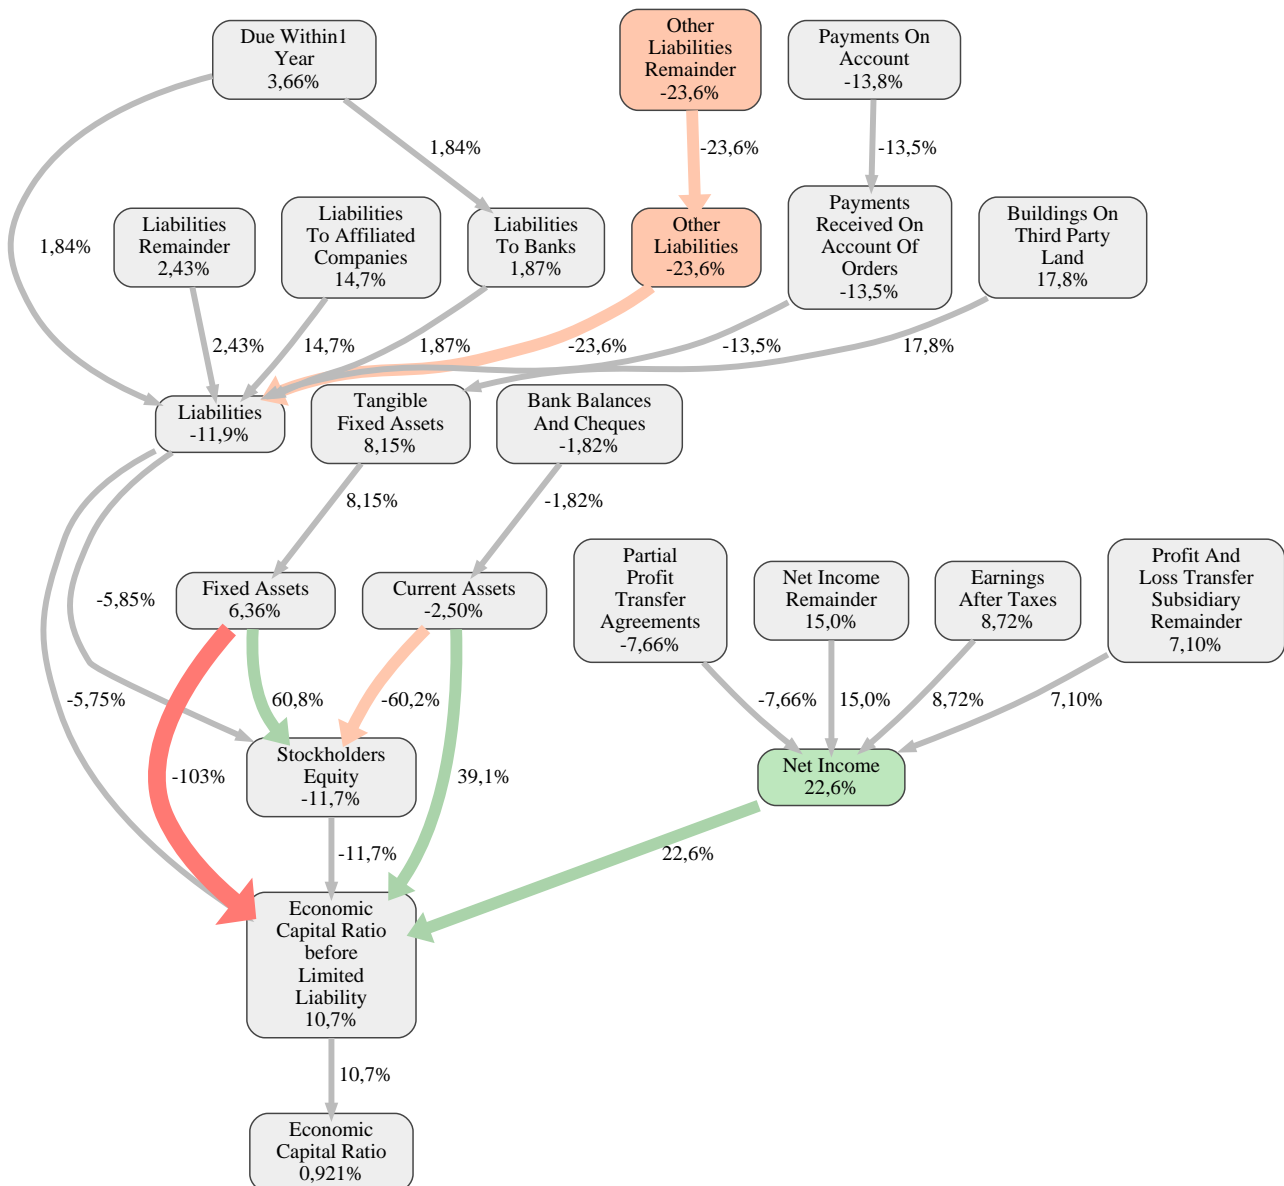 Due Within1
Year
3,66%
Other
Liabilities
Remainder
-23,6%
Payments On
Account
-13,8%
1,84%
-23,6%
-13,5%
Liabilities
Remainder
2,43%
Liabilities
To Affiliated
Companies
14,7%
Liabilities
To Banks
1,87%
Other
Liabilities
-23,6%
Payments
Received On
Account Of
Orders
-13,5%
Buildings On
Third Party
Land
17,8%
1,84%
2,43%
14,7%
1,87%
-23,6%
-13,5%
17,8%
Liabilities
-11,9%
Tangible
Fixed Assets
8,15%
Bank Balances
And Cheques
-1,82%
8,15%
-1,82%
Fixed Assets
6,36%
Current Assets
-2,50%
Partial
Profit
Transfer
Agreements
-7,66%
Net Income
Remainder
15,0%
Earnings
After Taxes
8,72%
Profit And
Loss Transfer
Subsidiary
Remainder
7,10%
-5,85%
-5,75%
60,8%
-60,2%
-7,66%
15,0%
8,72%
7,10%
-103%
Stockholders
Equity
-11,7%
39,1%
Net Income
22,6%
-11,7%
22,6%
Economic
Capital Ratio
before
Limited
Liability
10,7%
10,7%
Economic
Capital Ratio
0,921%